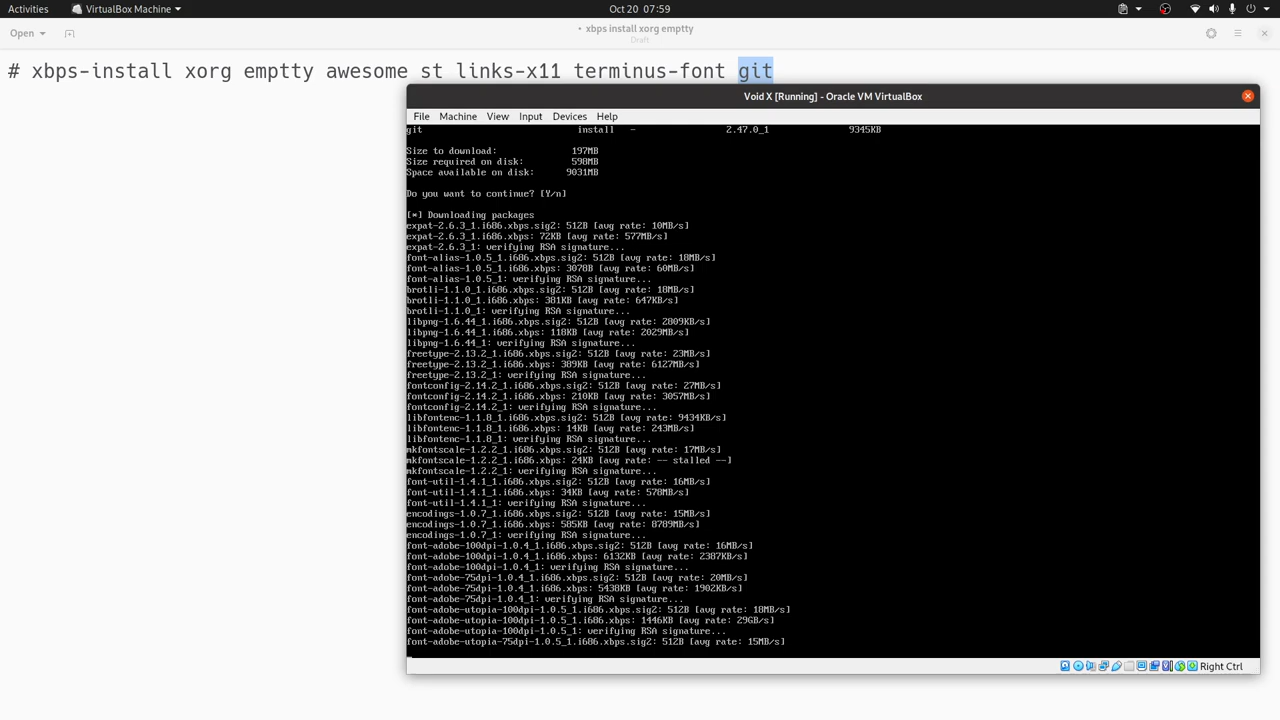 Activities VirtualBox Machine Oct 20 07:59
Open • xbps install xorg emptty
Draft
# xbps-install xorg emptty awesome st links-x11 terminus-font git
Void X [Running] - Oracle VM VirtualBox
File Machine View Input Devices Help
git install - 2.47.0_1 9345KB
Size to download: 197MB
Size required on disk: 598MB
Space available on disk: 9031MB
Do you want to continue? [Y/n]
[*] Downloading packages
expat-2.6.3_1.i686.xbps.sig2: 512B [avg rate: 10MB/s]
expat-2.6.3_1.i686.xbps: 72KB [avg rate: 577MB/s]
expat-2.6.3_1: verifying RSA signature...
font-alias-1.0.5_1.i686.xbps.sig2: 512B [avg rate: 18MB/s]
font-alias-1.0.5_1.i686.xbps: 3078B [avg rate: 60MB/s]
font-alias-1.0.5_1: verifying RSA signature...
brotli-1.1.0_1.i686.xbps.sig2: 512B [avg rate: 18MB/s]
brotli-1.1.0_1.i686.xbps: 381KB [avg rate: 647KB/s]
brotli-1.1.0_1: verifying RSA signature...
libpng-1.6.44_1.i686.xbps.sig2: 512B [avg rate: 2809KB/s]
libpng-1.6.44_1.i686.xbps: 118KB [avg rate: 2029MB/s]
libpng-1.6.44_1: verifying RSA signature...
freetype-2.13.2_1.i686.xbps.sig2: 512B [avg rate: 23MB/s]
freetype-2.13.2_1.i686.xbps: 389KB [avg rate: 6127MB/s]
freetype-2.13.2_1: verifying RSA signature...
fontconfig-2.14.2_1.i686.xbps.sig2: 512B [avg rate: 27MB/s]
fontconfig-2.14.2_1.i686.xbps: 210KB [avg rate: 3057MB/s]
fontconfig-2.14.2_1: verifying RSA signature...
libfontenc-1.1.8_1.i686.xbps.sig2: 512B [avg rate: 9434KB/s]
libfontenc-1.1.8_1.i686.xbps: 14KB [avg rate: 243MB/s]
libfontenc-1.1.8_1: verifying RSA signature...
mkfontscale-1.2.2_1.i686.xbps.sig2: 512B [avg rate: 17MB/s]
mkfontscale-1.2.2_1.i686.xbps: 24KB [avg rate: -- stalled --]
mkfontscale-1.2.2_1: verifying RSA signature...
font-util-1.4.1_1.i686.xbps.sig2: 512B [avg rate: 16MB/s]
font-util-1.4.1_1.i686.xbps: 34KB [avg rate: 578MB/s]
font-util-1.4.1_1: verifying RSA signature...
encodings-1.0.7_1.i686.xbps.sig2: 512B [avg rate: 15MB/s]
encodings-1.0.7_1.i686.xbps: 585KB [avg rate: 8789MB/s]
encodings-1.0.7_1: verifying RSA signature...
font-adobe-100dpi-1.0.4_1.i686.xbps.sig2: 512B [avg rate: 16MB/s]
font-adobe-100dpi-1.0.4_1.i686.xbps: 6132KB [avg rate: 2387KB/s]
font-adobe-100dpi-1.0.4_1: verifying RSA signature...
font-adobe-75dpi-1.0.4_1.i686.xbps.sig2: 512B [avg rate: 20MB/s]
font-adobe-75dpi-1.0.4_1.i686.xbps: 5438KB [avg rate: 1902KB/s]
font-adobe-75dpi-1.0.4_1: verifying RSA signature...
font-adobe-utopia-100dpi-1.0.5_1.i686.xbps.sig2: 512B [avg rate: 18MB/s]
font-adobe-utopia-100dpi-1.0.5_1.i686.xbps: 1446KB [avg rate: 29GB/s]
font-adobe-utopia-100dpi-1.0.5_1: verifying RSA signature...
font-adobe-utopia-75dpi-1.0.5_1.i686.xbps.sig2: 512B [avg rate: 15MB/s]
Right Ctrl